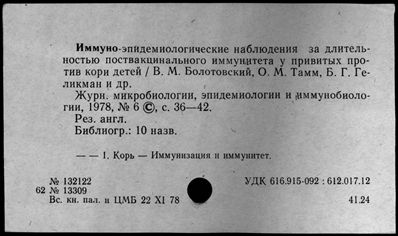 Иммуно-эпидемиологические наблюдения за длитель-
ностью поствакцинального иммунитета у привитых про-
тив кори детей / В. М. Болотовский, О. М. Тамм, Б. Г. Ге-
ликман и др.
Журн. микробиологии, эпидемиологии и иммунобиоло-
гии, 1978, № 6 ©, с. 36—42.
Рез. англ.
Библиогр.: 10 назв.
— — 1. Корь — Иммунизация и иммунитет.
№ 132122 УДК 616.915-092 : 612.017.12
62 № 13309
Вс. кн. пал. и ЦМБ 22 XI 78 41.24